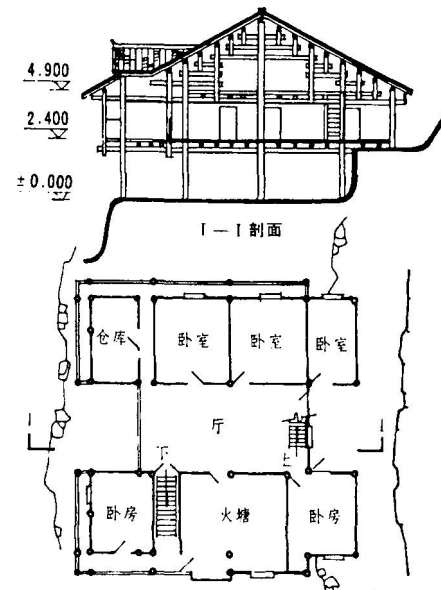 4.900
2.400
±0.000
I—I剖面
仓库 卧室 卧室 卧室
厅
I I
下 上
卧房 火塘 卧房